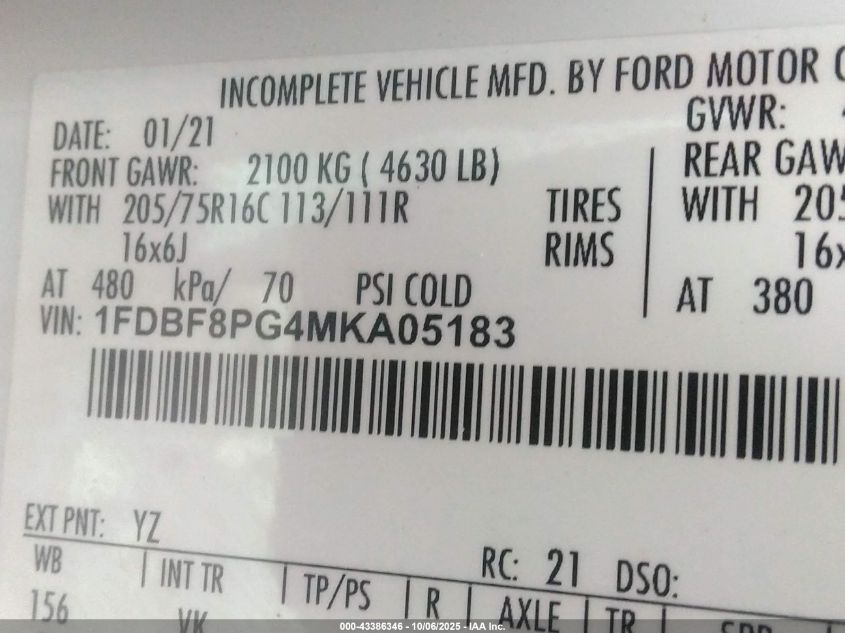 INCOMPLETE VEHICLE MFD. BY FORD MOTOR
DATE: 01/21 GVWR:
FRONT GAWR: 2100 KG ( 4630 LB) REAR GAW
WITH 205/75R16C 113/111R TIRES WITH 205
16x6J RIMS 16x
AT 480 kPa/ 70 PSI COLD AT 380
VIN: 1FDBF8PG4MKA05183
EXT PNT: YZ RC: 21 DSO:
WB INT TR TP/PS R AXLE TR
156 VK
000-43386346 - 10/06/2025 - IAA Inc.